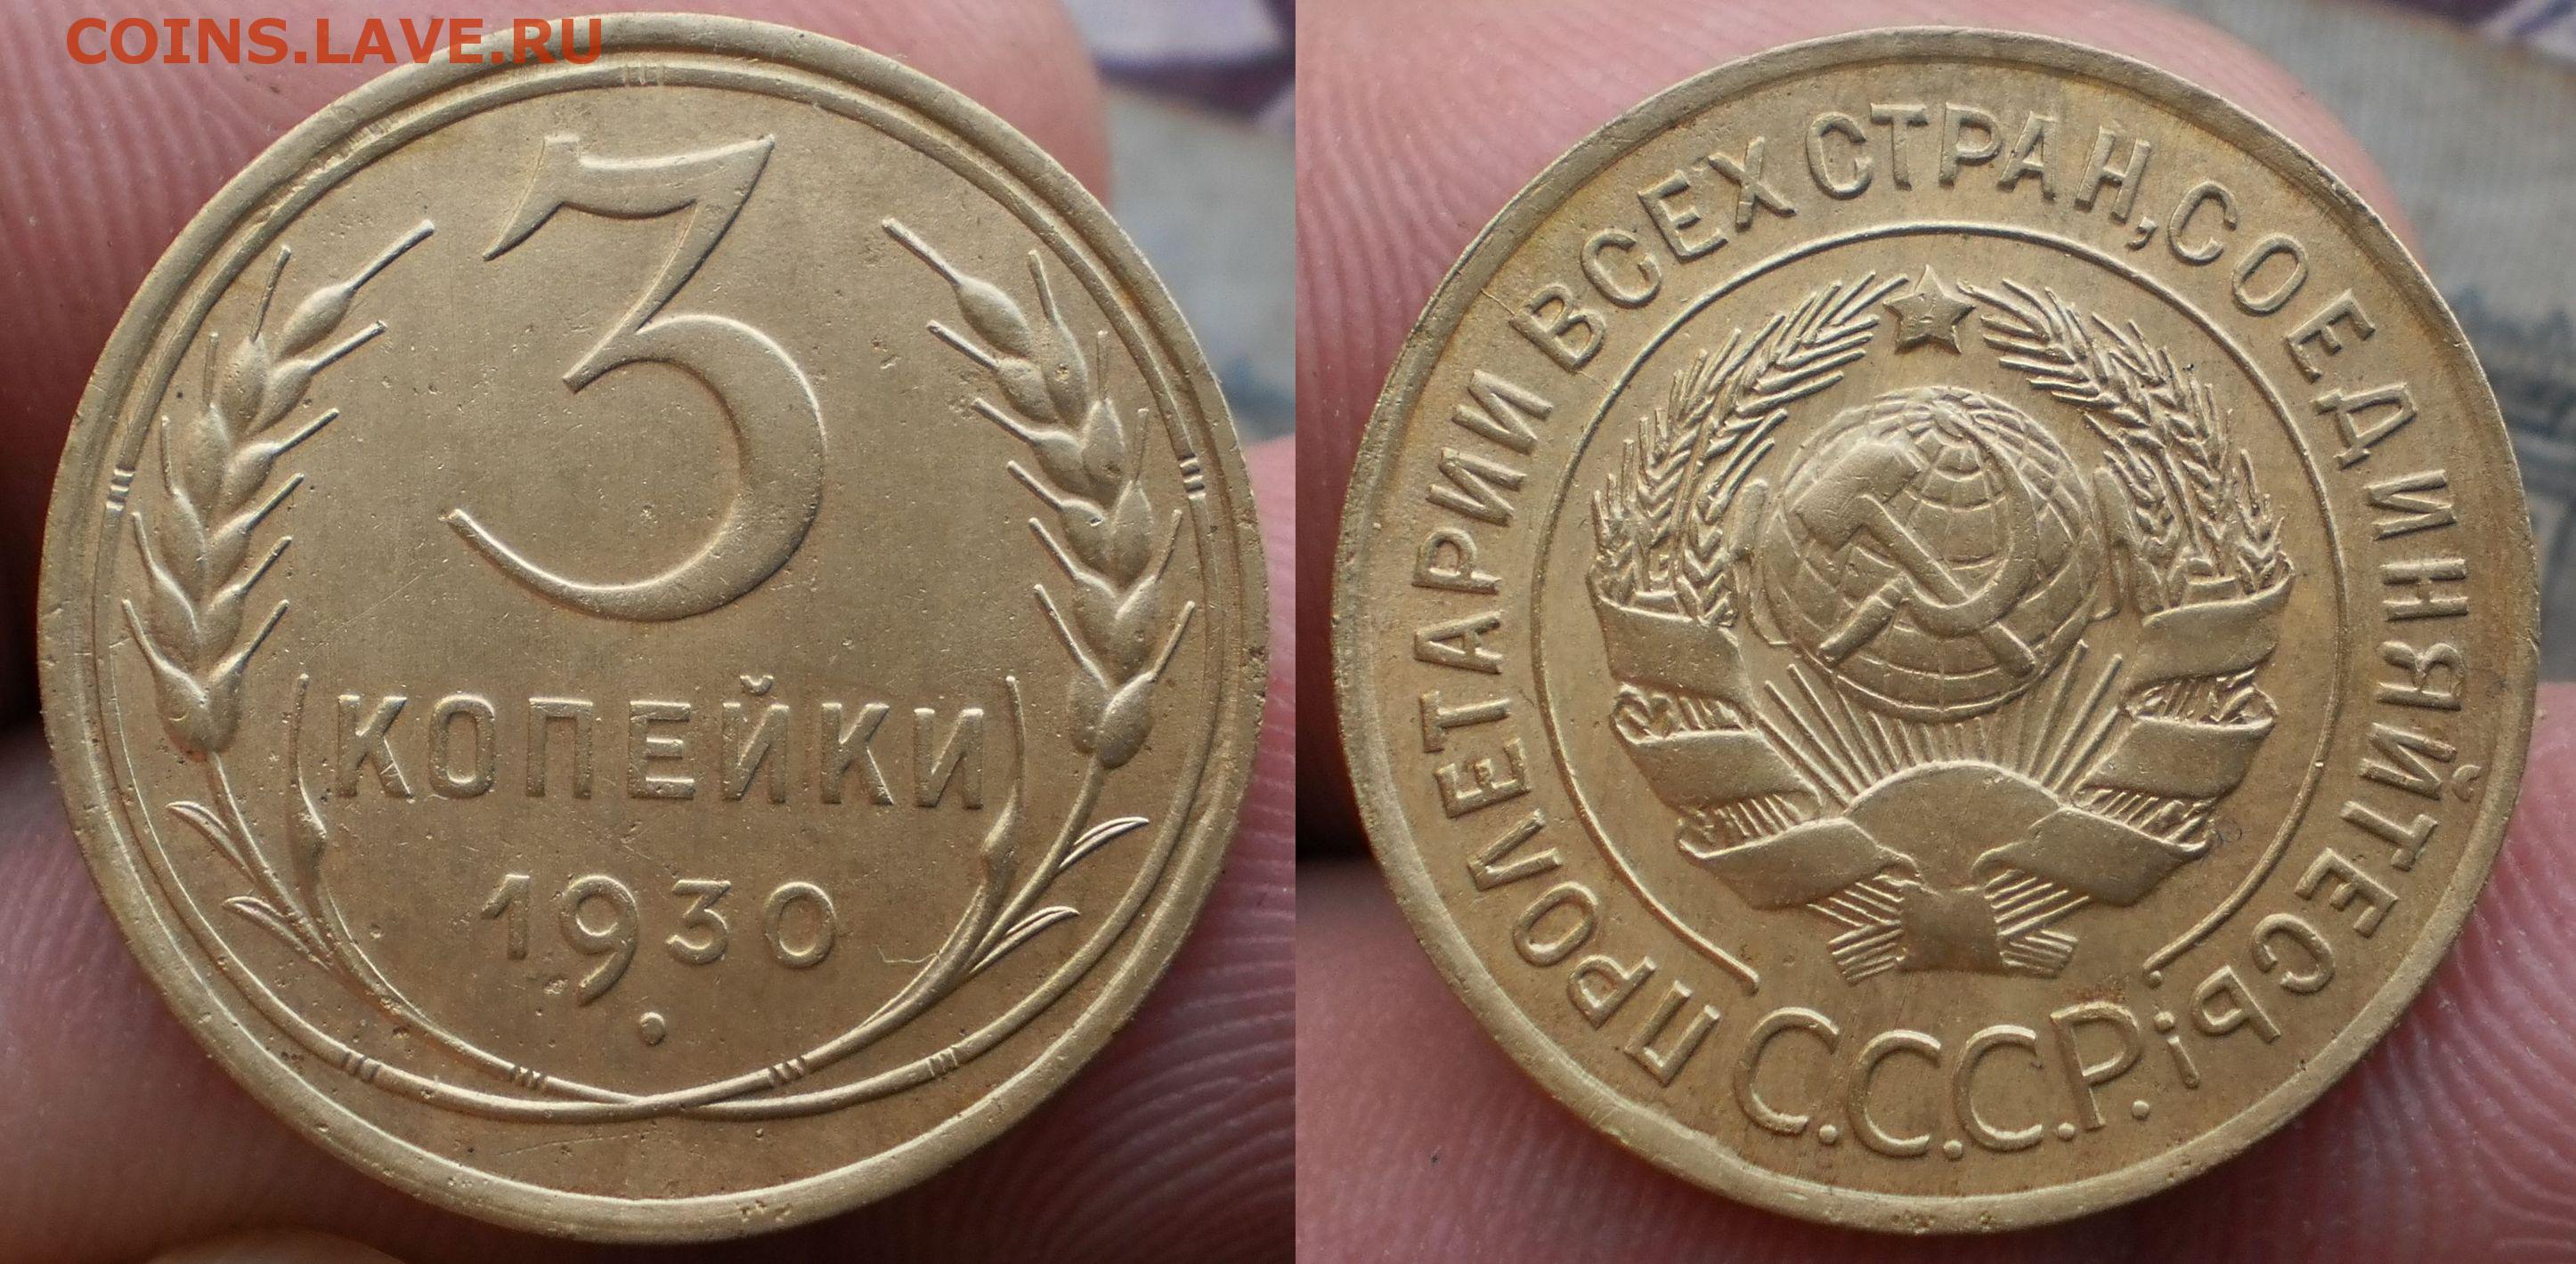 COINS.LAVE.RU
3
КОПЕЙКИ
1930
ПРОЛЕТАРИИ ВСЕХ СТРАН, СОЕДИНЯЙТЕСЬ!
С.С.С.Р.